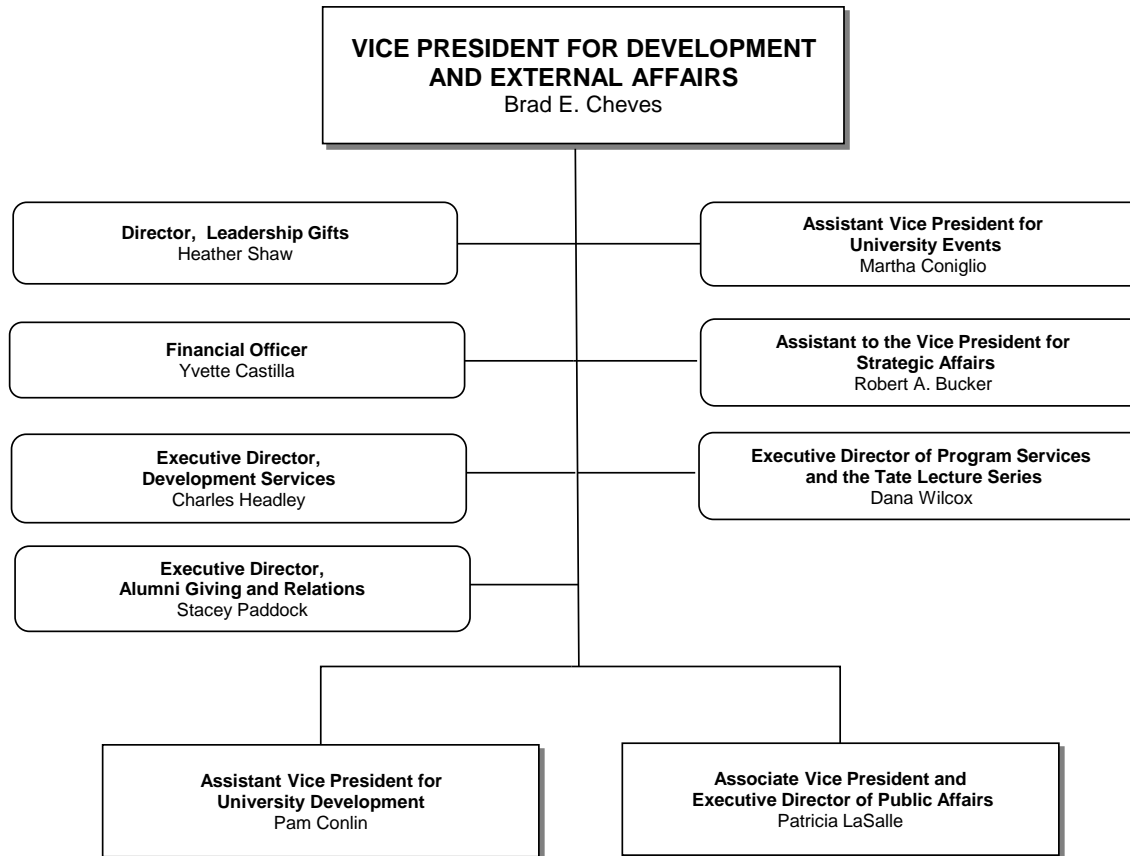 VICE PRESIDENT FOR DEVELOPMENT
AND EXTERNAL AFFAIRS
Brad E. Cheves
Director,  Leadership Gifts
Heather Shaw
Assistant Vice President for
University Events
Martha Coniglio
Financial Officer
Yvette Castilla
Assistant to the Vice President for
Strategic Affairs
Robert A. Bucker
Executive Director,
Development Services
Charles Headley
Executive Director of Program Services
and the Tate Lecture Series
Dana Wilcox
Executive Director,
Alumni Giving and Relations
Stacey Paddock
Assistant Vice President for
University Development
Pam Conlin
Associate Vice President and
Executive Director of Public Affairs
Patricia LaSalle